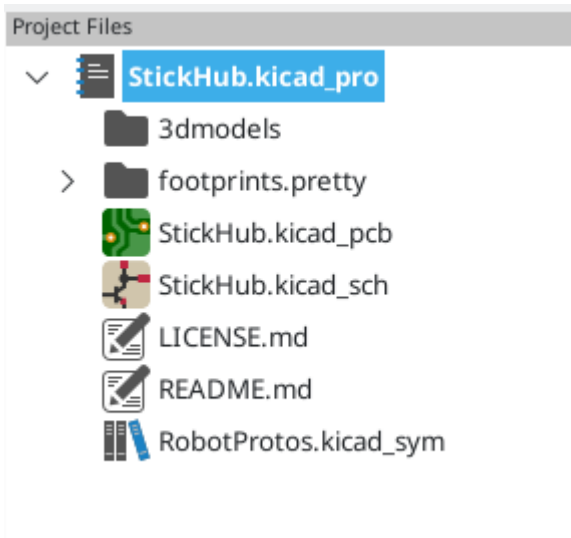 Project Files
StickHub.kicad_pro
3dmodels
footprints.pretty
StickHub.kicad_pcb
StickHub.kicad_sch
LICENSE.md
README.md
RobotProtos.kicad_sym